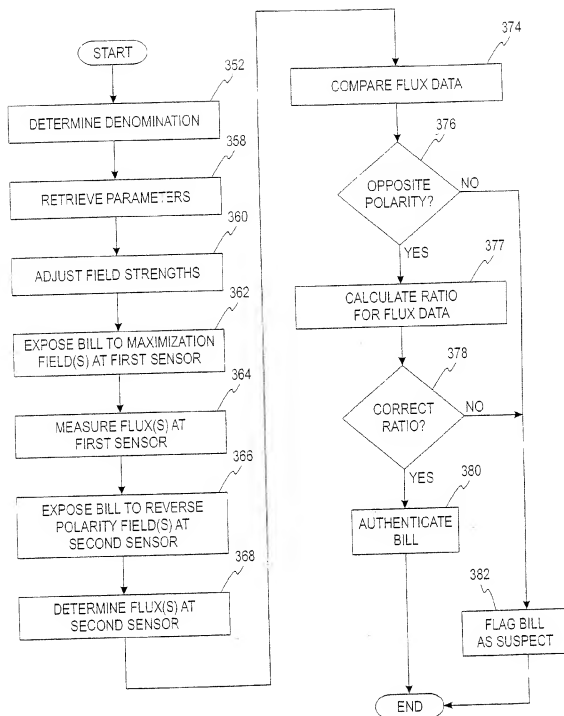 START
352
DETERMINE DENOMINATION
358
RETRIEVE PARAMETERS
360
ADJUST FIELD STRENGTHS
362
EXPOSE BILL TO MAXIMIZATION
FIELD(S) AT FIRST SENSOR
364
MEASURE FLUX(S) AT
FIRST SENSOR
366
EXPOSE BILL TO REVERSE
POLARITY FIELD(S) AT
SECOND SENSOR
368
DETERMINE FLUX(S) AT
SECOND SENSOR
374
COMPARE FLUX DATA
376
OPPOSITE
POLARITY?
NO
YES
377
CALCULATE RATIO
FOR FLUX DATA
378
CORRECT
RATIO?
NO
YES
380
AUTHENTICATE
BILL
382
FLAG BILL
AS SUSPECT
END